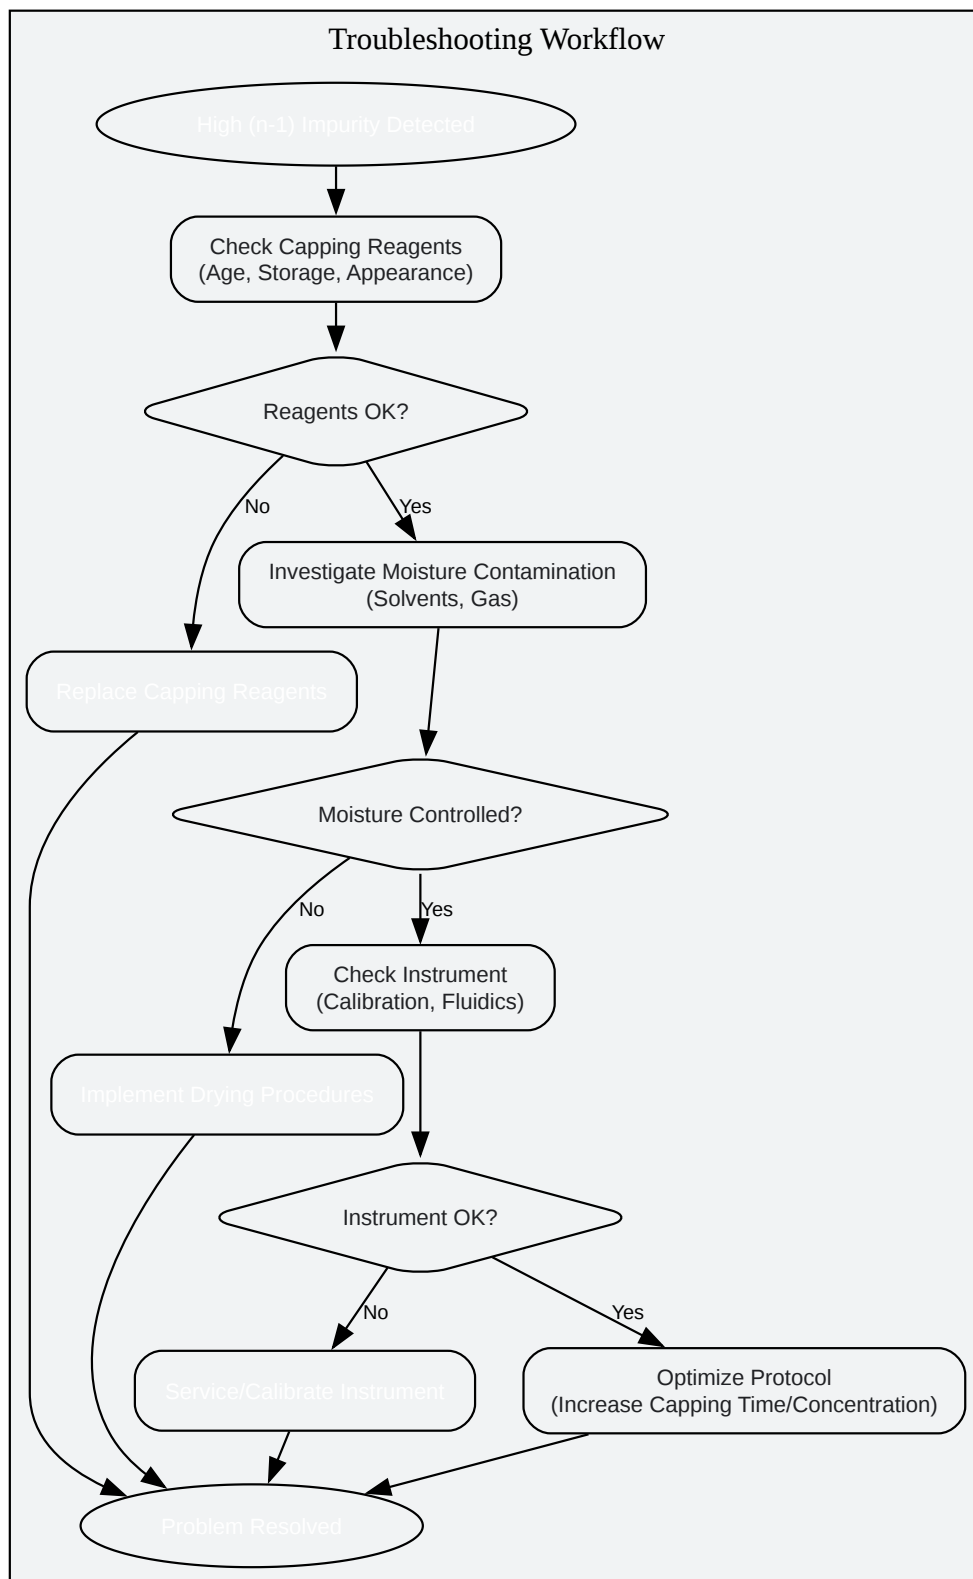 Troubleshooting Workflow
High (n-1) Impurity Detected
Check Capping Reagents
(Age, Storage, Appearance)
Reagents OK?
No
Yes
Investigate Moisture Contamination
(Solvents, Gas)
Replace Capping Reagents
Moisture Controlled?
No
Yes
Check Instrument
(Calibration, Fluidics)
Implement Drying Procedures
Instrument OK?
No
Yes
Service/Calibrate Instrument
Optimize Protocol
(Increase Capping Time/Concentration)
Problem Resolved